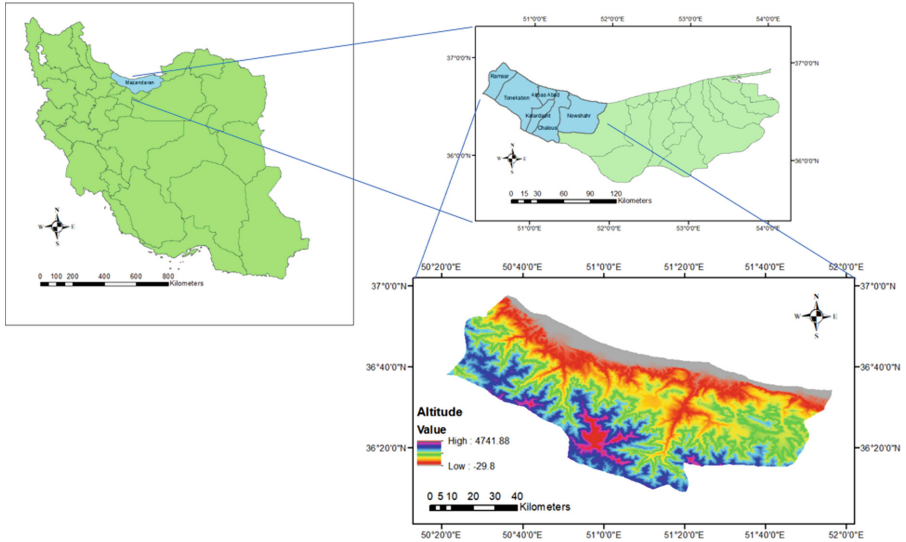 Mazandaran
N
W E
S
0 100 200 400 600 800
Kilometers
51°0'0"E 52°0'0"E 53°0'0"E 54°0'0"E
37°0'0"N 37°0'0"N
Ramsar
Tonekabon
Abbas Abad
Kelardasht
Nowshahr
Chalous
36°0'0"N 36°0'0"N
N
W E
S
0 15 30 60 90 120
Kilometers
51°0'0"E 52°0'0"E 53°0'0"E 54°0'0"E
50°20'0"E 50°40'0"E 51°0'0"E 51°20'0"E 51°40'0"E 52°0'0"E
37°0'0"N 37°0'0"N
N
W E
S
36°40'0"N 36°40'0"N
36°20'0"N 36°20'0"N
Altitude
Value
High : 4741.88
Low : -29.8
0 5 10 20 30 40
Kilometers
50°20'0"E 50°40'0"E 51°0'0"E 51°20'0"E 51°40'0"E 52°0'0"E